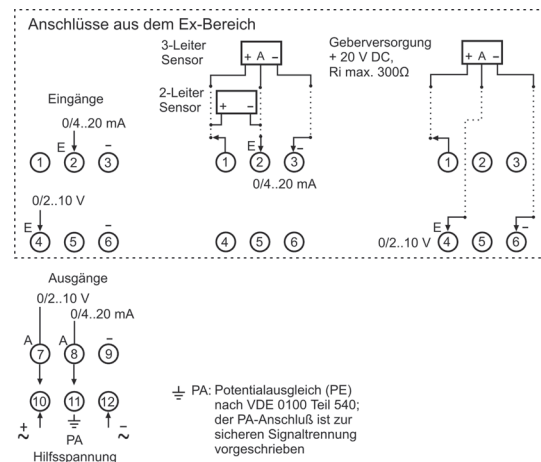 Anschlüsse aus dem Ex-Bereich
3-Leiter
Sensor
+ A –
Geberversorgung
+ 20 V DC,
Ri max. 300Ω
+ A –
2-Leiter
Sensor
+ –
Eingänge
0/4..20 mA
E –
1 2 3
E –
1 2 3
0/4..20 mA
1 2 3
0/2..10 V
E –
4 5 6
4 5 6
0/2..10 V
E –
4 5 6
Ausgänge
0/2..10 V
0/4..20 mA
A A –
7 8 9
10 11 12
+ ~
PA
– ~
Hilfsspannung
PA: Potentialausgleich (PE)
nach VDE 0100 Teil 540;
der PA-Anschluß ist zur
sicheren Signaltrennung
vorgeschrieben